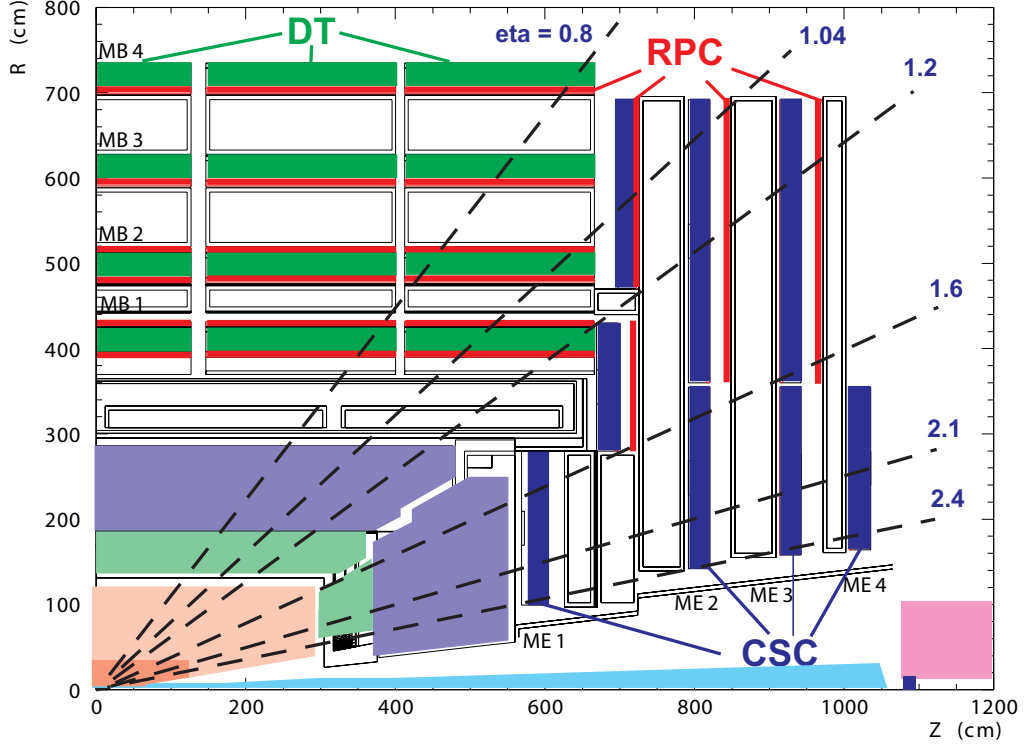 R (cm)
800
700
600
500
400
300
200
100
0
MB 4
MB 3
MB 2
MB 1
DT
eta = 0.8
1.04
1.2
RPC
1.6
2.1
2.4
ME 1
ME 2
ME 3
ME 4
CSC
0
200
400
600
800
1000
1200
Z (cm)